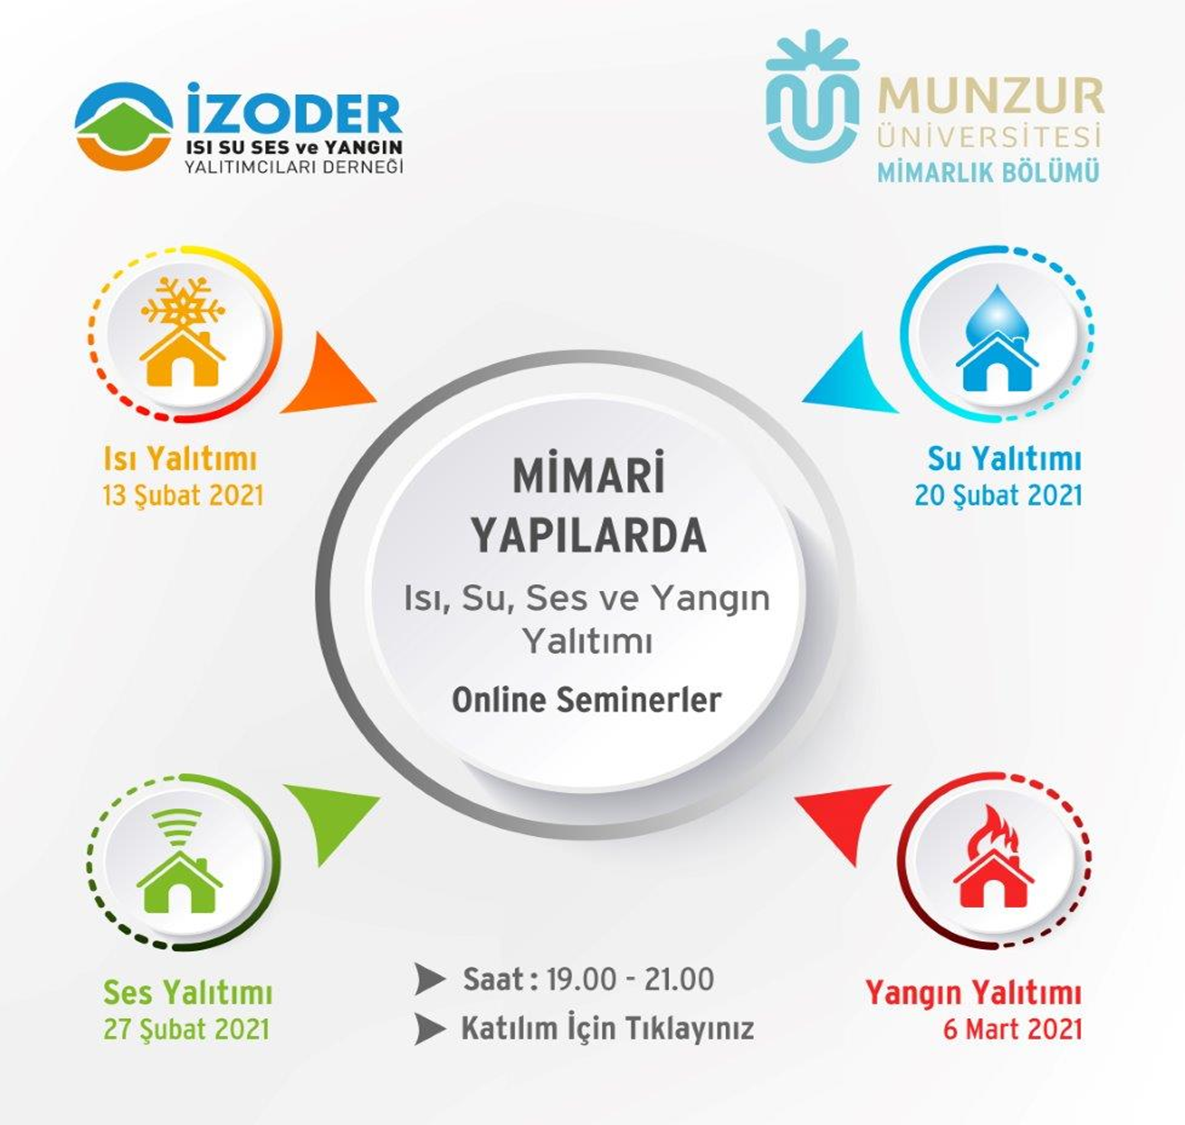 İZODER
ISI SU SES ve YANGIN
YALITIMCILARI DERNEĞİ
MUNZUR
ÜNİVERSİTESİ
MİMARLIK BÖLÜMÜ
Isı Yalıtımı
13 Şubat 2021
Su Yalıtımı
20 Şubat 2021
MİMARİ
YAPILARDA
Isı, Su, Ses ve Yangın
Yalıtımı
Online Seminerler
Ses Yalıtımı
27 Şubat 2021
Saat : 19.00 - 21.00
Katılım İçin Tıklayınız
Yangın Yalıtımı
6 Mart 2021